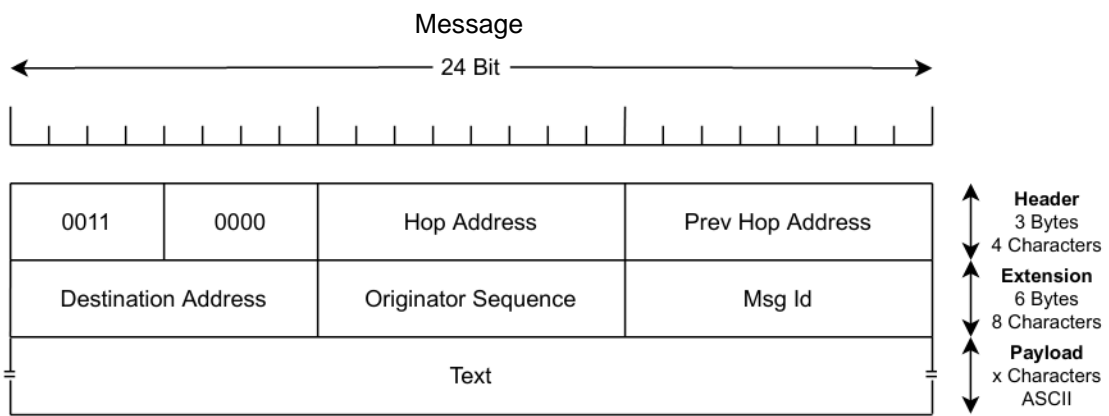 Message
24 Bit
0011 0000 Hop Address Prev Hop Address
Header
3 Bytes
4 Characters
Destination Address Originator Sequence Msg Id
Extension
6 Bytes
8 Characters
Text
Payload
x Characters
ASCII